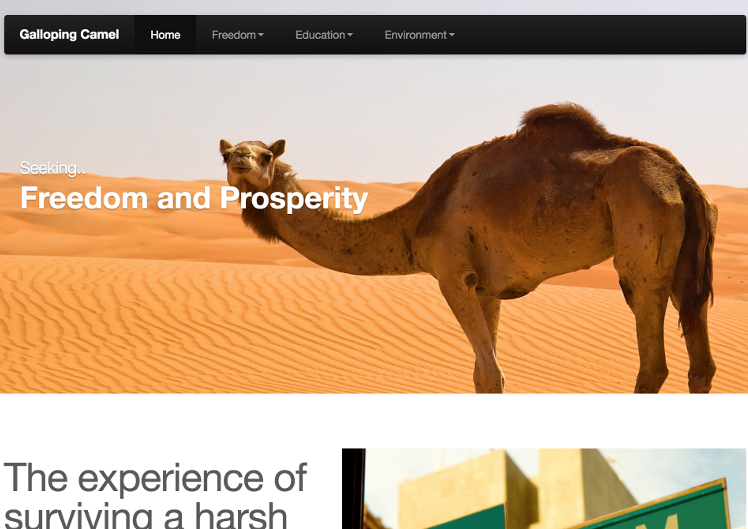 Galloping Camel Home Freedom Education Environment
Seeking..
Freedom and Prosperity
The experience of
surviving a harsh